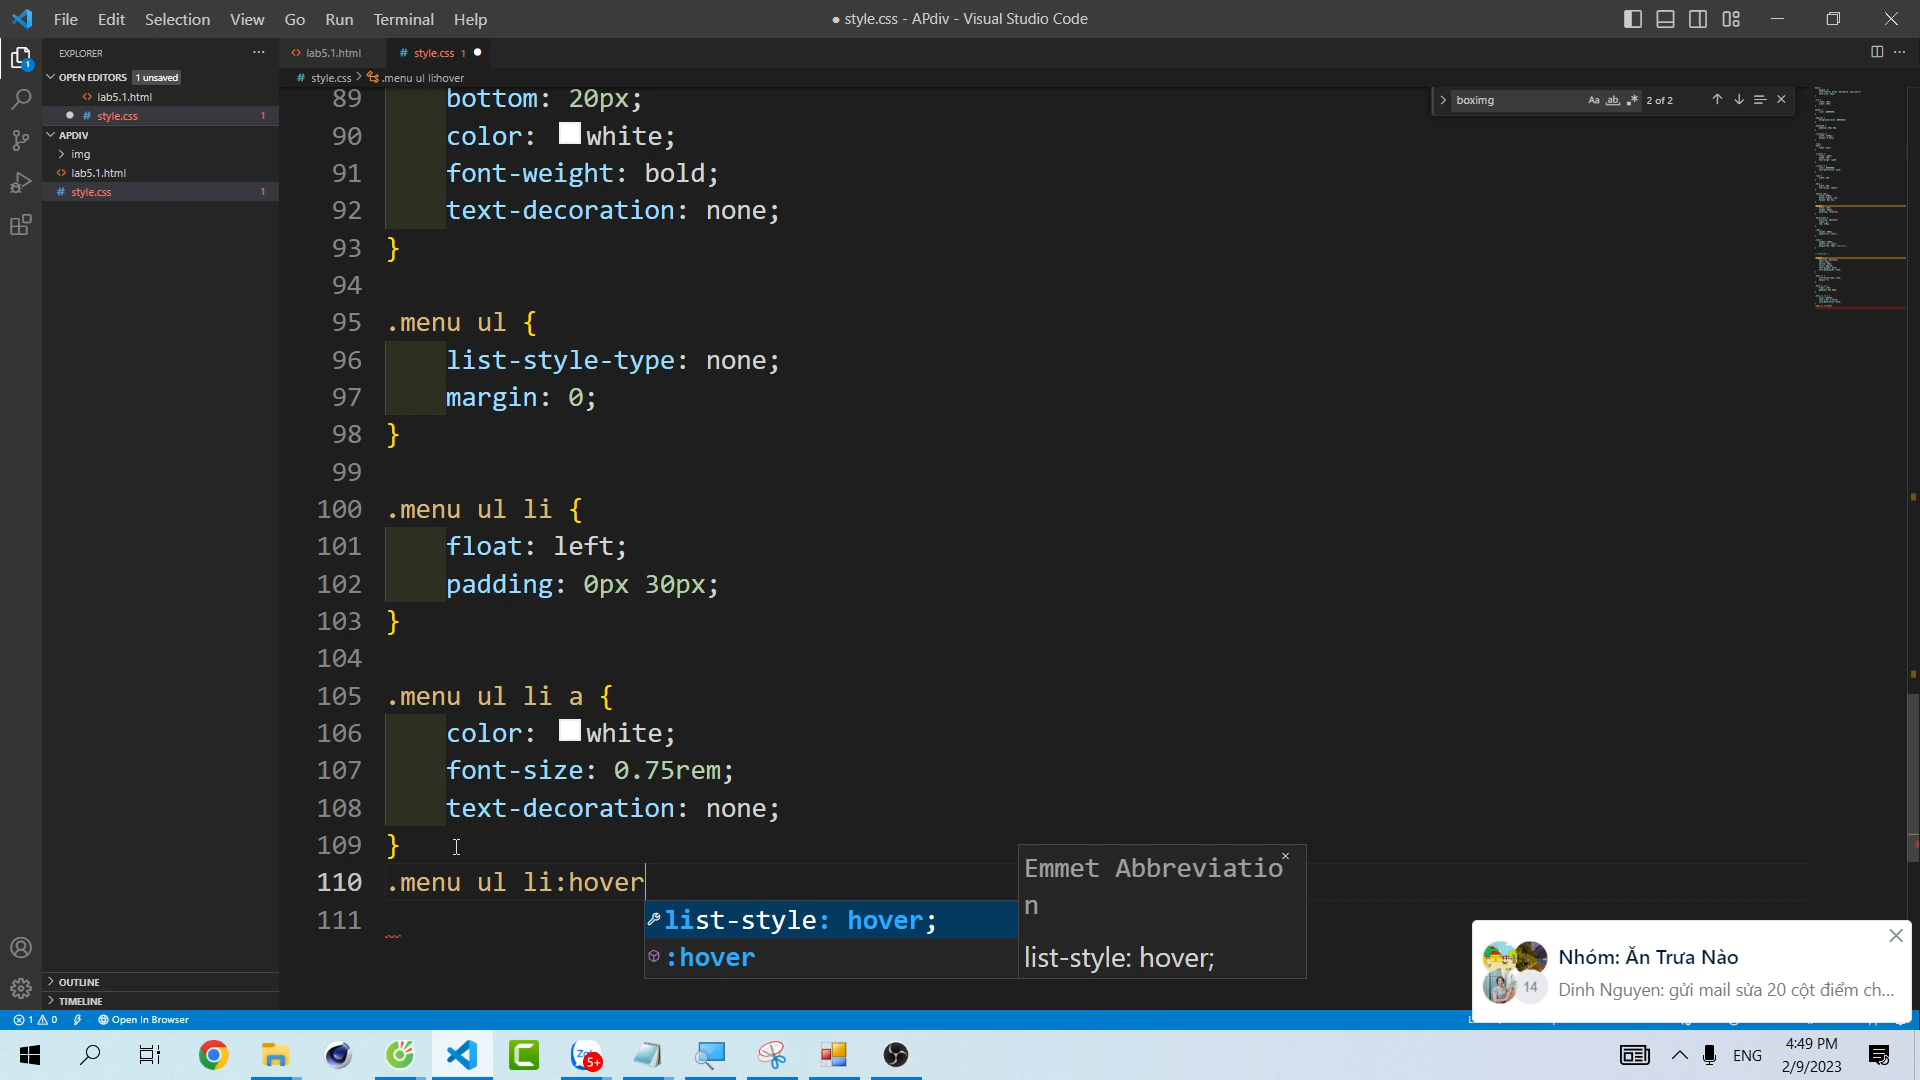 File Edit Selection View Go Run Terminal Help
● style.css - APdiv - Visual Studio Code
EXPLORER
OPEN EDITORS 1 unsaved
<> lab5.1.html
● # style.css 1
APDIV
> img
<> lab5.1.html
# style.css 1
> OUTLINE
> TIMELINE
<> lab5.1.html # style.css 1 ●
# style.css > .menu ul li:hover
boximg Aa ab .* 2 of 2
89 bottom: 20px;
90 color: white;
91 font-weight: bold;
92 text-decoration: none;
93 }
94
95 .menu ul {
96 list-style-type: none;
97 margin: 0;
98 }
99
100 .menu ul li {
101 float: left;
102 padding: 0px 30px;
103 }
104
105 .menu ul li a {
106 color: white;
107 font-size: 0.75rem;
108 text-decoration: none;
109 }
110 .menu ul li:hover
111
list-style: hover;
:hover
Emmet Abbreviatio
n
list-style: hover;
Nhóm: Ăn Trưa Nào
14 Dinh Nguyen: gửi mail sửa 20 cột điểm ch...
1 0 Open In Browser
1
5+
ENG
4:49 PM
2/9/2023